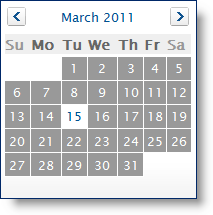 March 2011
Su Mo Tu We Th Fr Sa
1 2 3 4 5
6 7 8 9 10 11 12
13 14 15 16 17 18 19
20 21 22 23 24 25 26
27 28 29 30 31